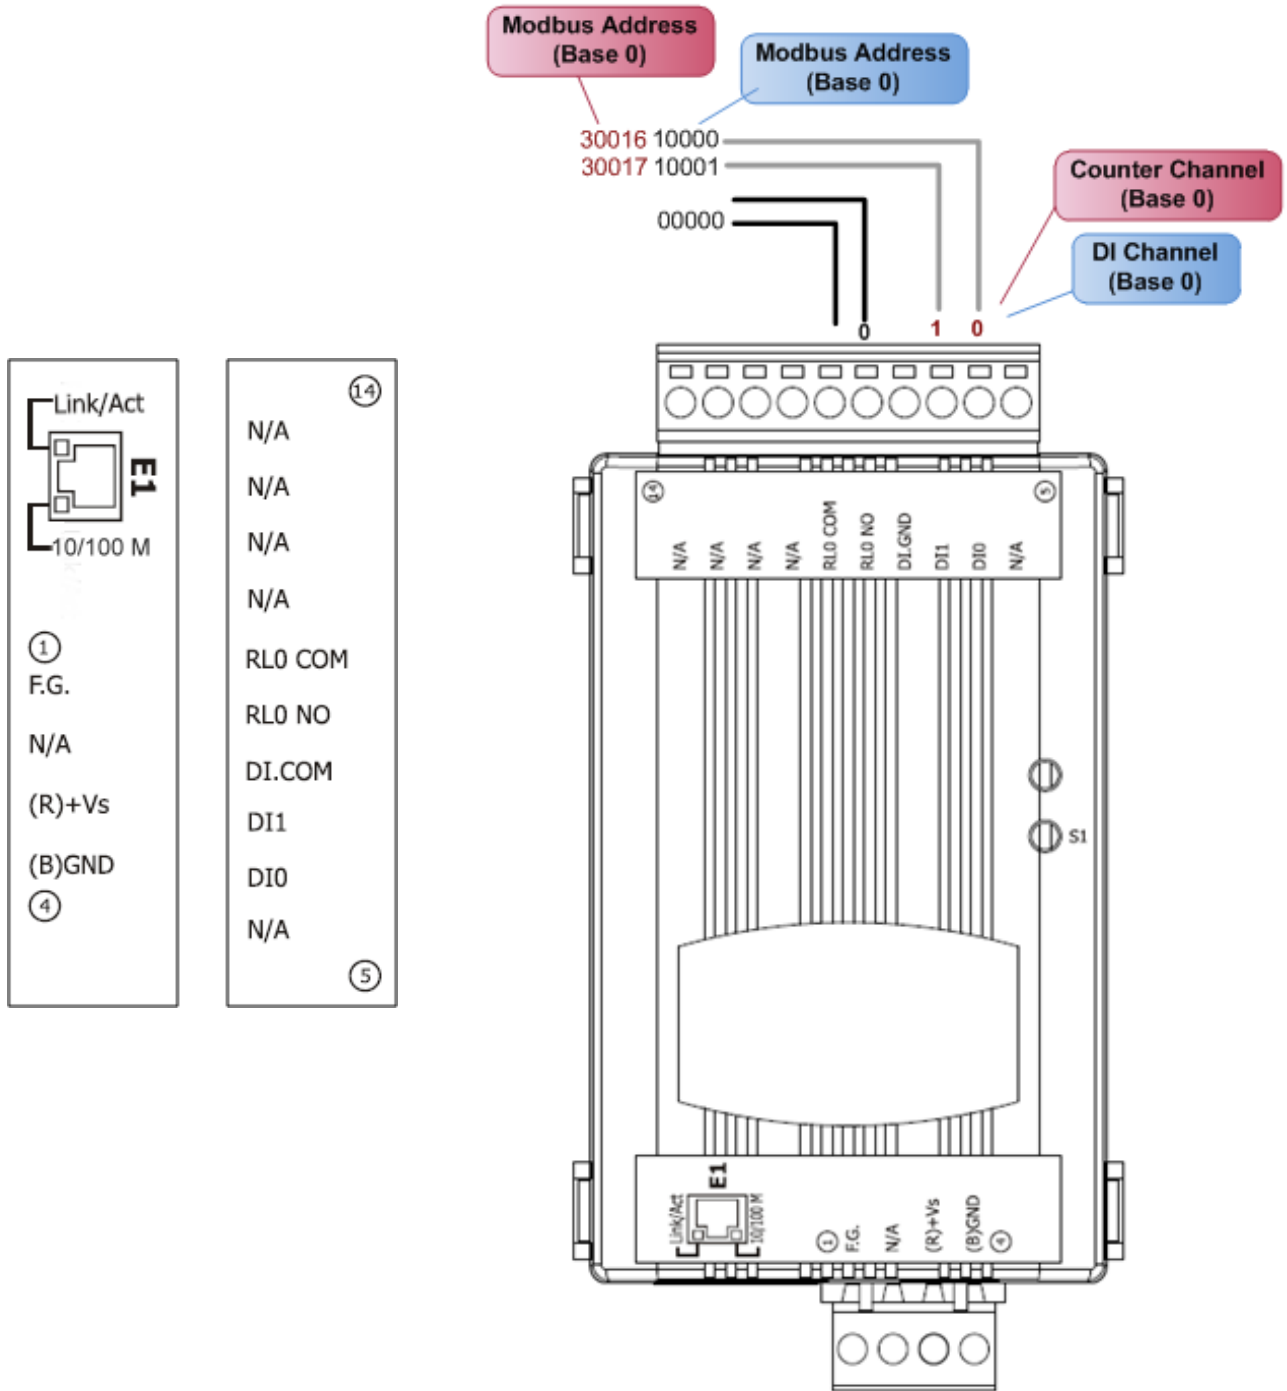 Modbus Address
(Base 0)
Modbus Address
(Base 0)
30016 10000
30017 10001
00000
Counter Channel
(Base 0)
DI Channel
(Base 0)
0
1
0
Link/Act
E1
10/100 M
1
F.G.
N/A
(R)+Vs
(B)GND
4
14
N/A
N/A
N/A
N/A
RL0 COM
RL0 NO
DI.COM
DI1
DI0
N/A
5
14
N/A
N/A
N/A
N/A
RL0 COM
RL0 NO
DI.GND
DI1
DI0
N/A
5
S1
Link/Act
E1
10/100 M
1
F.G.
N/A
(R)+Vs
(B)GND
4